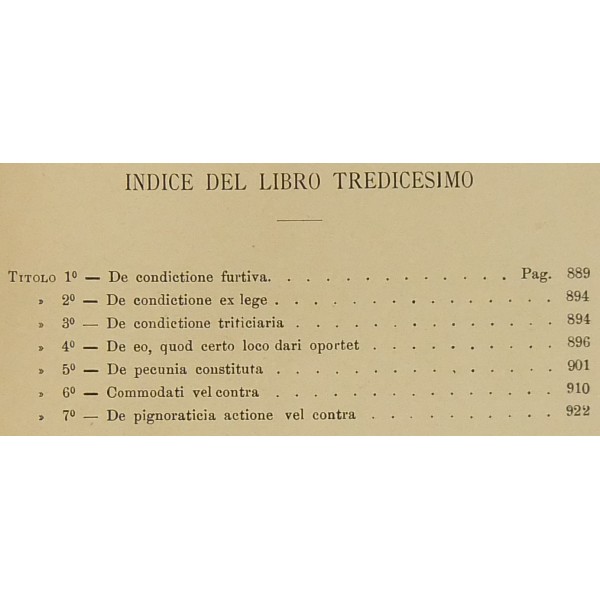 INDICE DEL LIBRO TREDICESIMO
TITOLO 1º — De condictione furtiva. . . . . . . . . . . . . Pag. 889
» 2º — De condictione ex lege . . . . . . . . . . . . . 894
» 3º — De condictione triticiaria . . . . . . . . . . . . 894
» 4º — De eo, quod certo loco dari oportet . . . . . . . . . 896
» 5º — De pecunia constituta . . . . . . . . . . . . . 901
» 6º — Commodati vel contra . . . . . . . . . . . . . 910
» 7º — De pignoraticia actione vel contra . . . . . . . . . 922